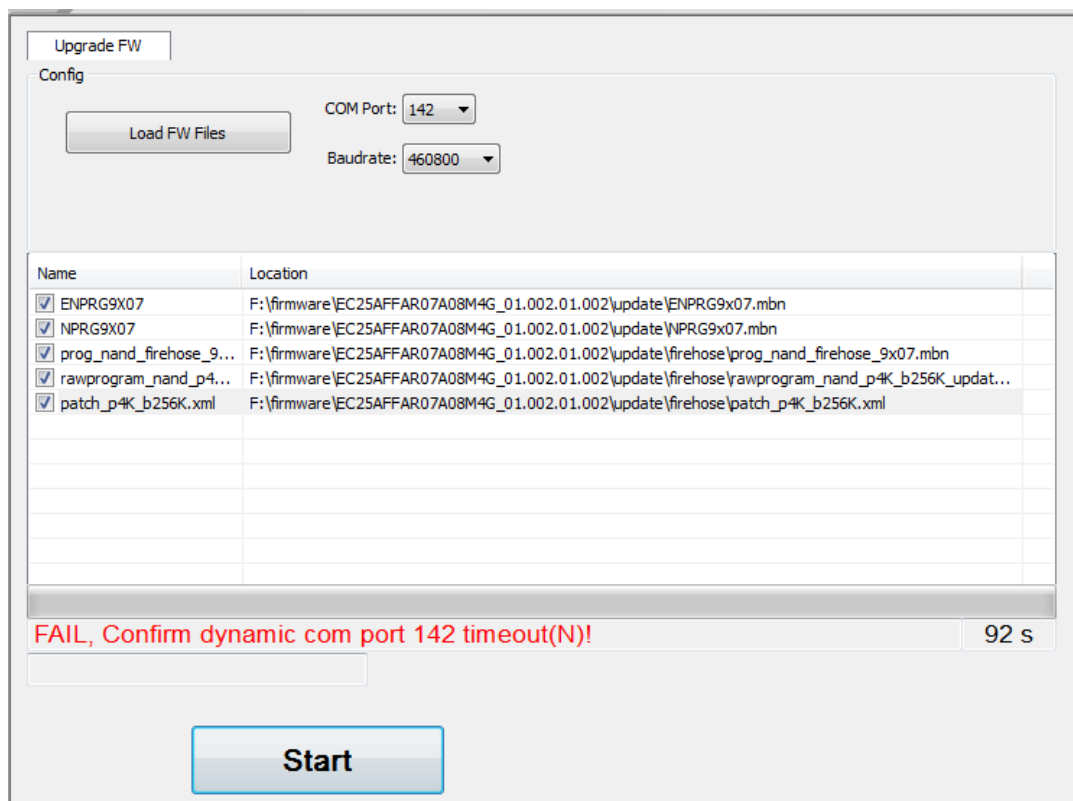 Upgrade FW
Config
Load FW Files
COM Port: 142
Baudrate: 460800
Name Location
ENPRG9X07 F:\firmware\EC25AFFAR07A08M4G_01.002.01.002\update\ENPRG9x07.mbn
NPRG9X07 F:\firmware\EC25AFFAR07A08M4G_01.002.01.002\update\NPRG9x07.mbn
prog_nand_firehose_9... F:\firmware\EC25AFFAR07A08M4G_01.002.01.002\update\firehose\prog_nand_firehose_9x07.mbn
rawprogram_nand_p4... F:\firmware\EC25AFFAR07A08M4G_01.002.01.002\update\firehose\rawprogram_nand_p4K_b256K_updat...
patch_p4K_b256K.xml F:\firmware\EC25AFFAR07A08M4G_01.002.01.002\update\firehose\patch_p4K_b256K.xml
FAIL, Confirm dynamic com port 142 timeout(N)! 92 s
Start